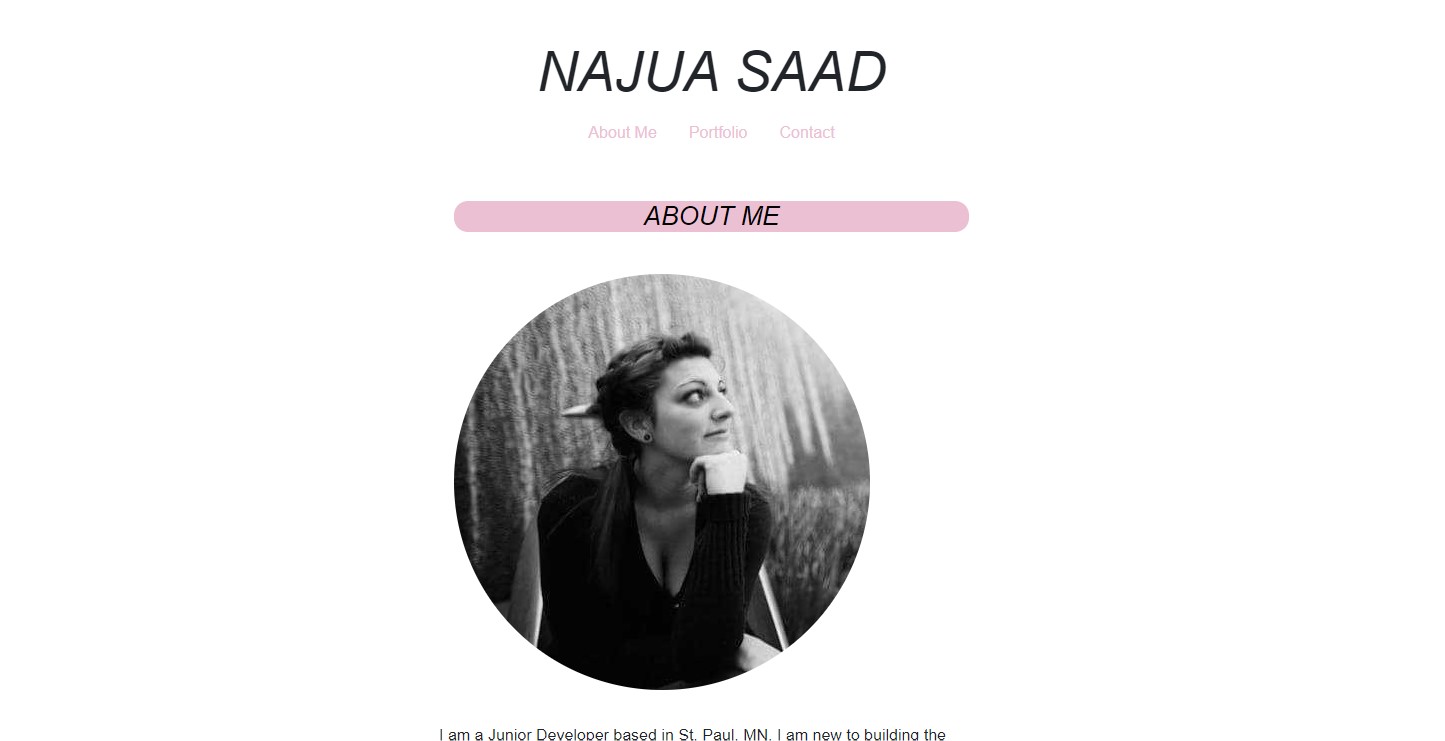 NAJUA SAAD
About Me Portfolio Contact
ABOUT ME
I am a Junior Developer based in St. Paul, MN. I am new to building the